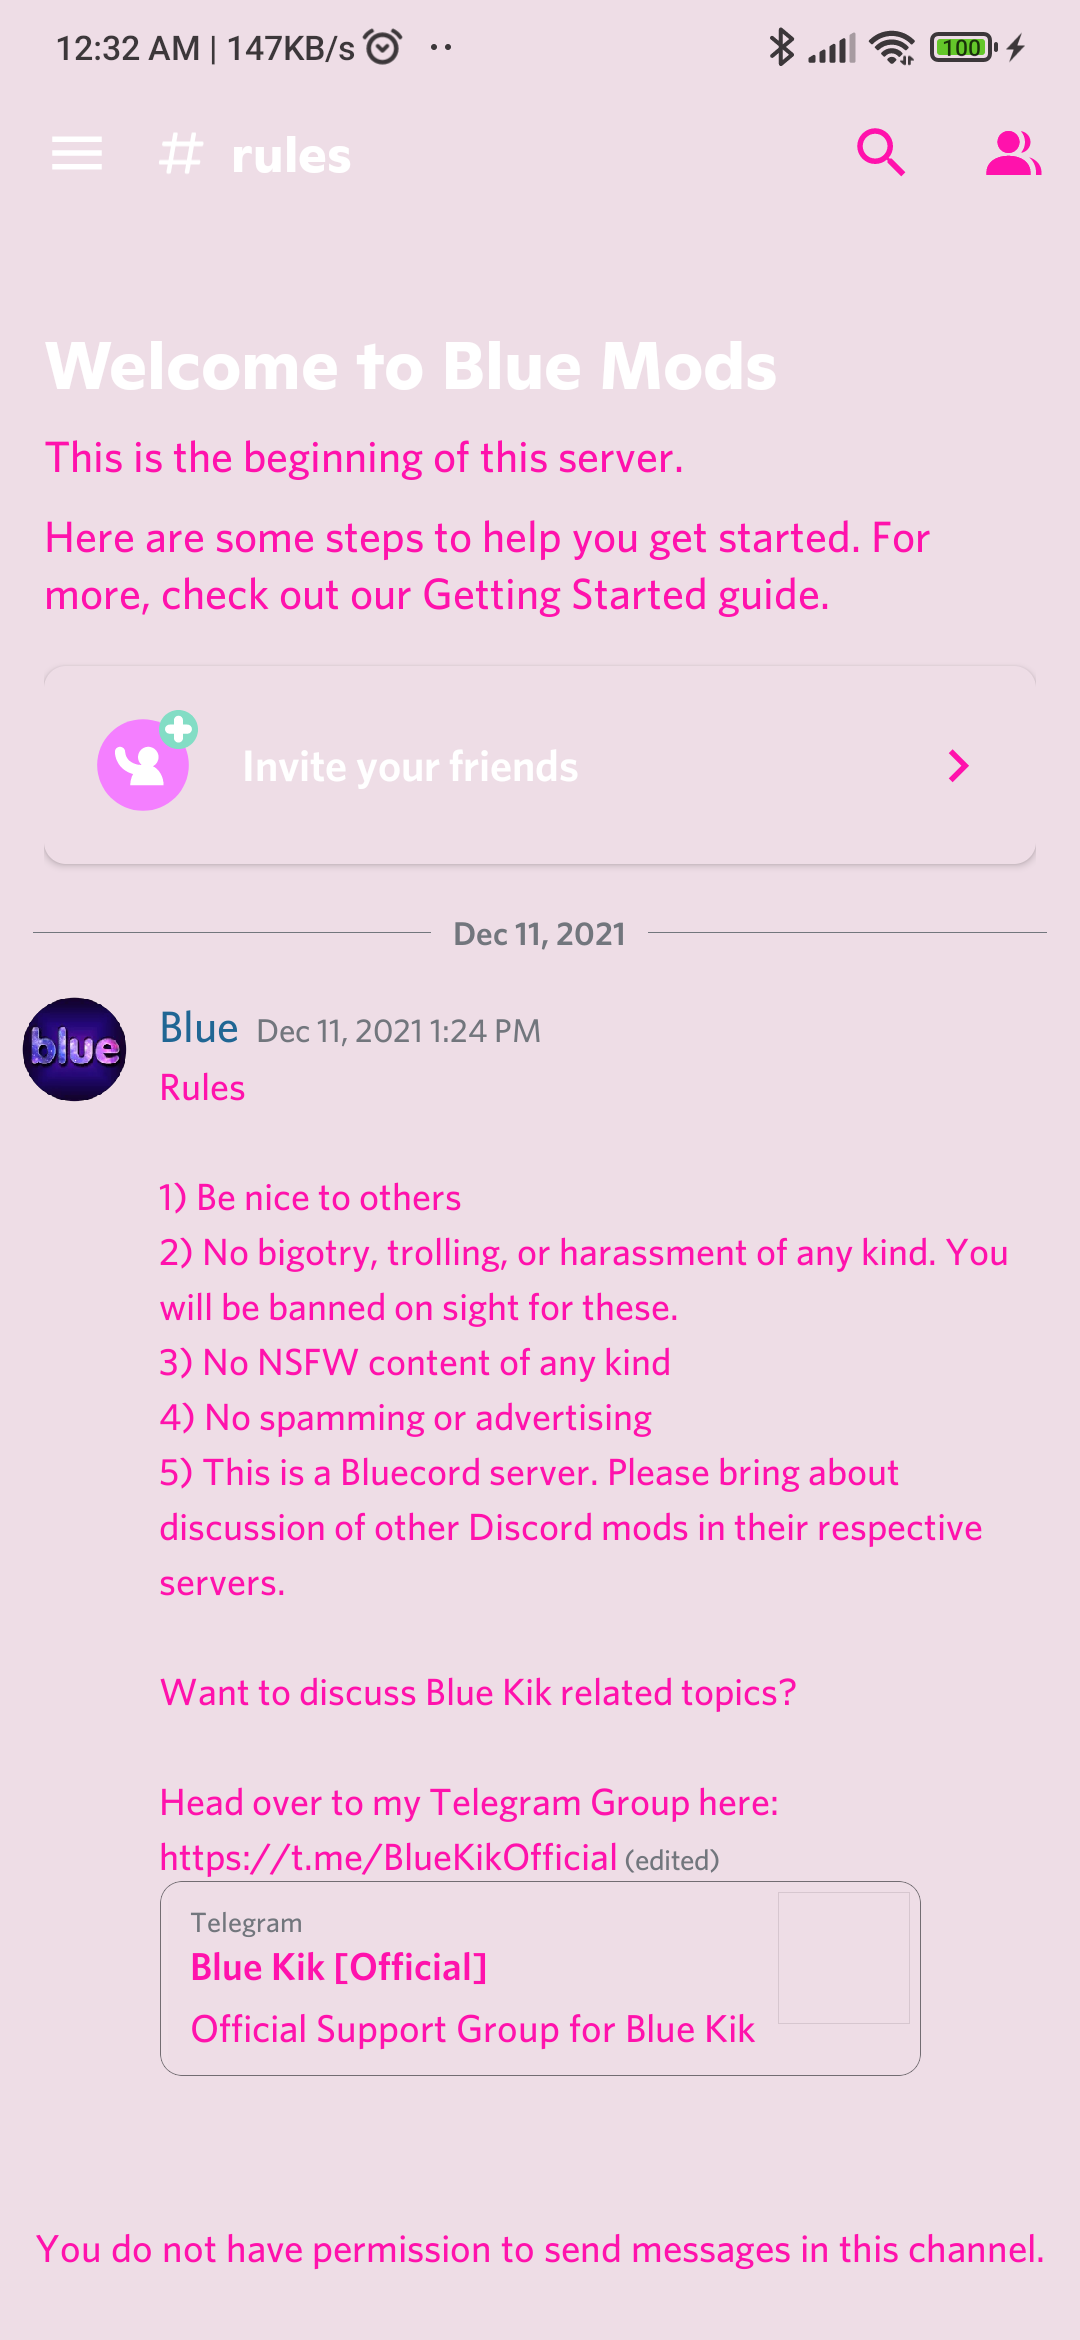 12:32 AM | 147KB/s
100
# rules
Welcome to Blue Mods
This is the beginning of this server.
Here are some steps to help you get started. For
more, check out our Getting Started guide.
Invite your friends
Dec 11, 2021
blue
Blue Dec 11, 2021 1:24 PM
Rules
1) Be nice to others
2) No bigotry, trolling, or harassment of any kind. You
will be banned on sight for these.
3) No NSFW content of any kind
4) No spamming or advertising
5) This is a Bluecord server. Please bring about
discussion of other Discord mods in their respective
servers.
Want to discuss Blue Kik related topics?
Head over to my Telegram Group here:
https://t.me/BlueKikOfficial (edited)
Telegram
Blue Kik [Official]
Official Support Group for Blue Kik
You do not have permission to send messages in this channel.